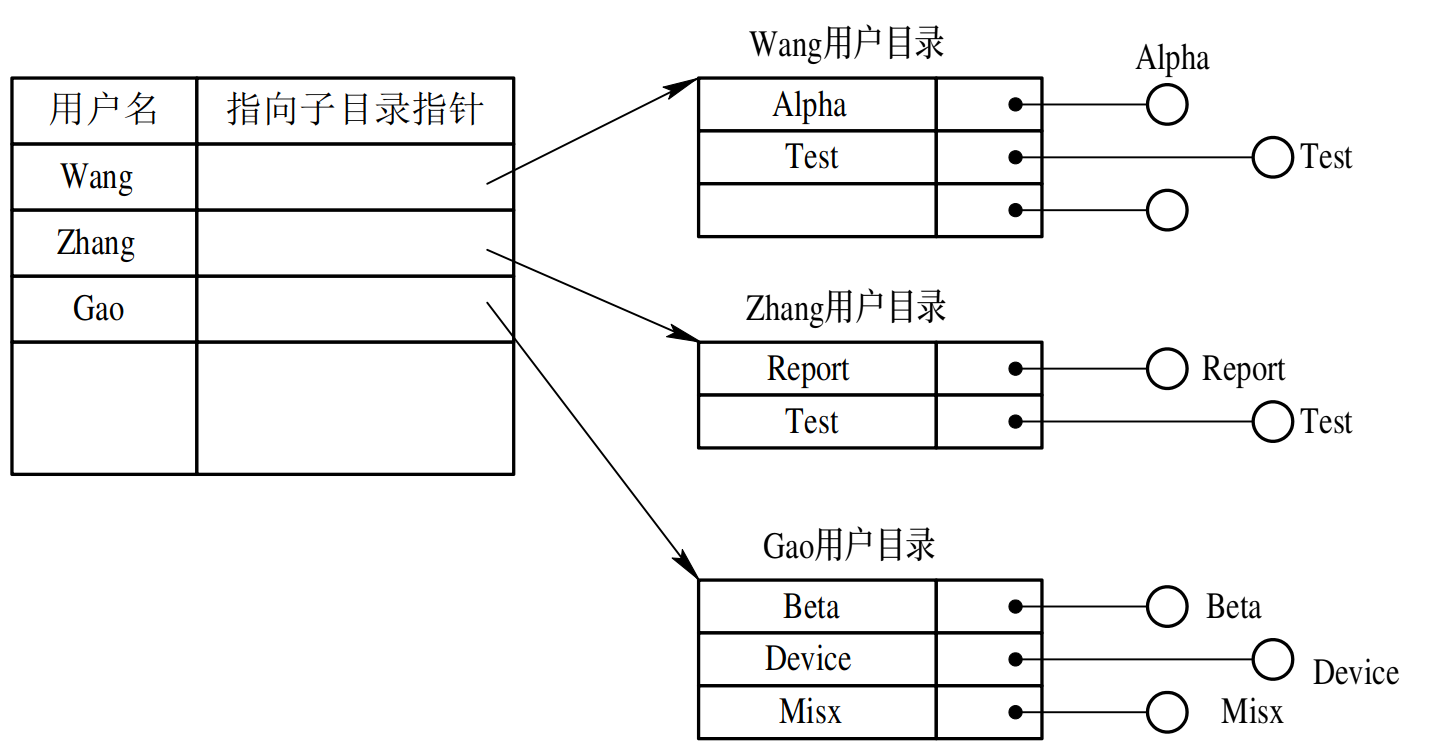 用户名 指向子目录指针
Wang
Zhang
Gao
Wang用户目录
Alpha Alpha
Test Test
Zhang用户目录
Report Report
Test Test
Gao用户目录
Beta Beta
Device Device
Misx Misx